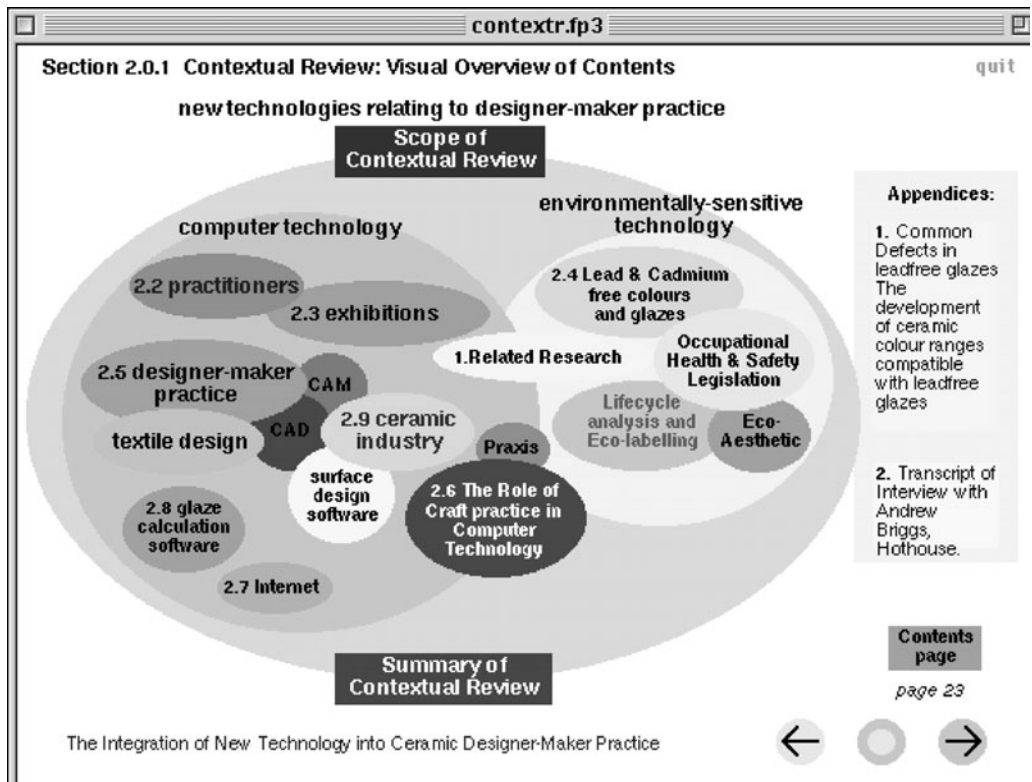 contextr.fp3
Section 2.0.1 Contextual Review: Visual Overview of Contents
quit
new technologies relating to designer-maker practice
Scope of
Contextual Review
computer technology
environmentally-sensitive
technology
2.2 practitioners
2.3 exhibitions
2.4 Lead & Cadmium
free colours
and glazes
1.Related Research
Occupational
Health & Safety
Legislation
2.5 designer-maker
practice
CAM
CAD
textile design
2.9 ceramic
industry
Lifecycle
analysis and
Eco-labelling
Eco-
Aesthetic
Praxis
surface
design
software
2.6 The Role of
Craft practice in
Computer
Technology
2.8 glaze
calculation
software
2.7 Internet
Summary of
Contextual Review
Appendices:
1. Common
Defects in
leadfree glazes
The
development
of ceramic
colour ranges
compatible
with leadfree
glazes
2. Transcript of
Interview with
Andrew
Briggs,
Hothouse.
Contents
page
page 23
The Integration of New Technology into Ceramic Designer-Maker Practice